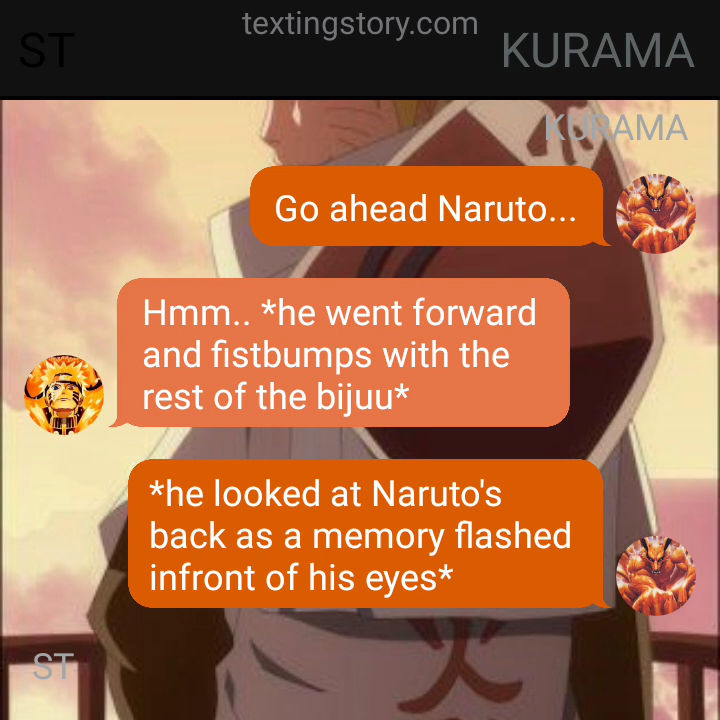 textingstory.com
ST
KURAMA
KURAMA
Go ahead Naruto...
Hmm.. *he went forward
and fistbumps with the
rest of the bijuu*
*he looked at Naruto's
back as a memory flashed
infront of his eyes*
ST
火